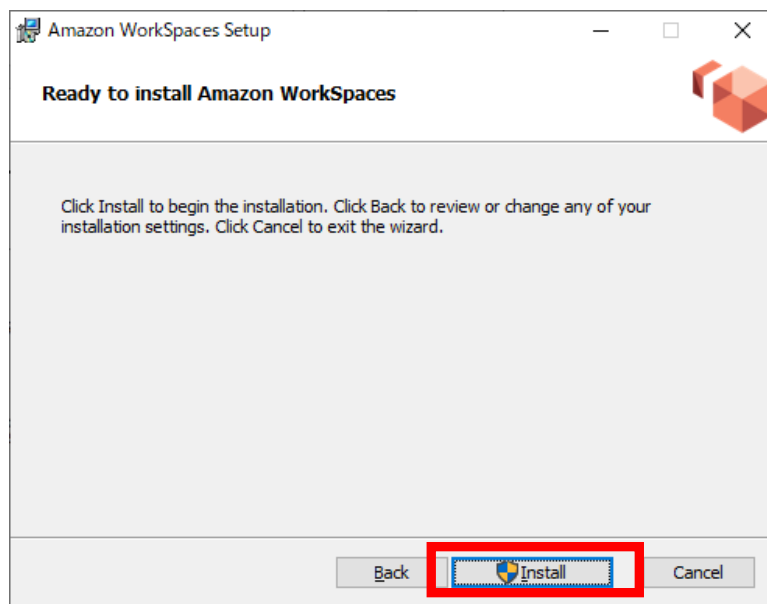 Amazon WorkSpaces Setup
Ready to install Amazon WorkSpaces
Click Install to begin the installation. Click Back to review or change any of your
installation settings. Click Cancel to exit the wizard.
Back Install Cancel